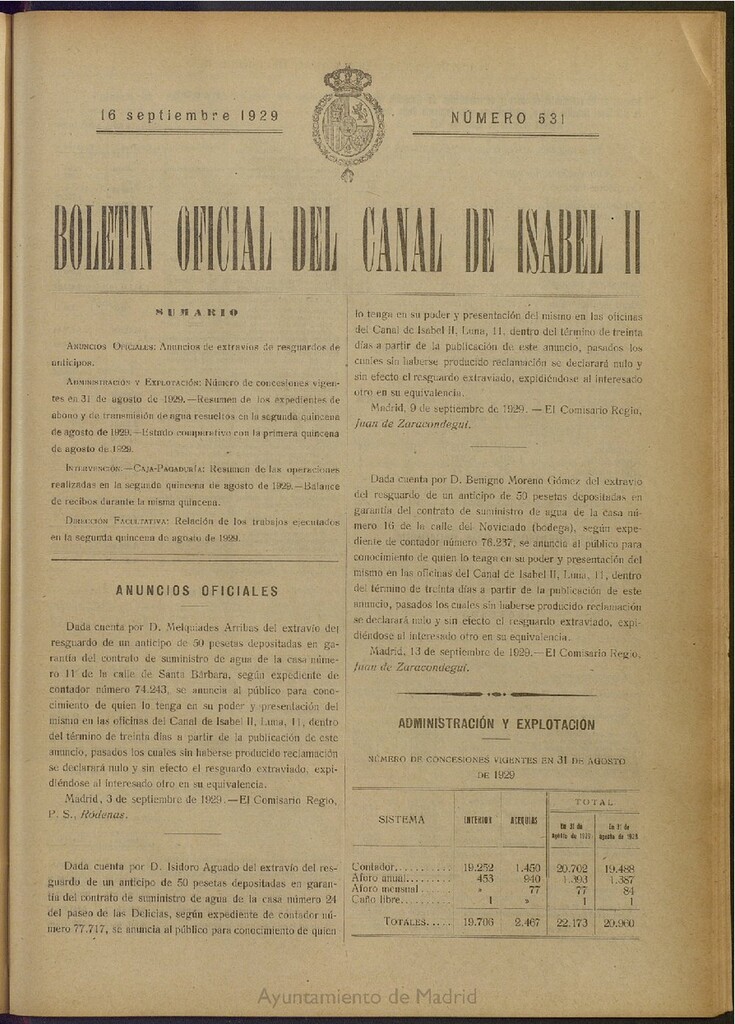 16 septiembre 1929
NÚMERO 531
BOLETIN OFICIAL DEL CANAL DE ISABEL II
SUMARIO
ANUNCIOS OFICIALES: Anuncios de extravíos de resguardos de
anticipos.
ADMINISTRACIÓN Y EXPLOTACIÓN: Número de concesiones vigen-
tes en 31 de agosto de 1929.—Resumen de los expedientes de
abono y de transmisión de agua resueltos en la segunda quincena
de agosto de 1929.—Estado comparativo con la primera quincena
de agosto de 1929.
INTERVENCIÓN.—CAJA-PAGADURÍA: Resumen de las operaciones
realizadas en la segunda quincena de agosto de 1929.—Balance
de recibos durante la misma quincena.
DIRECCIÓN FACULTATIVA: Relación de los trabajos ejecutados
en la segunda quincena de agosto de 1929.
ANUNCIOS OFICIALES
Dada cuenta por D. Melquiades Arribas del extravío del
resguardo de un anticipo de 50 pesetas depositadas en ga-
rantía del contrato de suministro de agua de la casa núme-
ro 11 de la calle de Santa Bárbara, según expediente de
contador número 74.243, se anuncia al público para cono-
cimiento de quien lo tenga en su poder y presentación del
mismo en las oficinas del Canal de Isabel II, Luna, 11, dentro
del término de treinta días a partir de la publicación de este
anuncio, pasados los cuales sin haberse producido reclamación
se declarará nulo y sin efecto el resguardo extraviado, expi-
diéndose al interesado otro en su equivalencia.
Madrid, 3 de septiembre de 1929.—El Comisario Regio,
P. S., Ródenas.
Dada cuenta por D. Isidoro Aguado del extravío del res-
guardo de un anticipo de 50 pesetas depositadas en garan-
tía del contrato de suministro de agua de la casa número 24
del paseo de las Delicias, según expediente de contador nú-
mero 77.717, se anuncia al público para conocimiento de quien
lo tenga en su poder y presentación del mismo en las oficinas
del Canal de Isabel II, Luna, 11, dentro del término de treinta
días a partir de la publicación de este anuncio, pasados los
cuales sin haberse producido reclamación se declarará nulo y
sin efecto el resguardo extraviado, expidiéndose al interesado
otro en su equivalencia.
Madrid, 9 de septiembre de 1929. — El Comisario Regio,
Juan de Zaracondegui.
Dada cuenta por D. Benigno Moreno Gómez del extravío
del resguardo de un anticipo de 50 pesetas depositadas en
garantía del contrato de suministro de agua de la casa nú-
mero 16 de la calle del Noviciado (bodega), según expe-
diente de contador número 76.237, se anuncia al público para
conocimiento de quien lo tenga en su poder y presentación del
mismo en las oficinas del Canal de Isabel II, Luna, 11, dentro
del término de treinta días a partir de la publicación de este
anuncio, pasados los cuales sin haberse producido reclamación
se declarará nulo y sin efecto el resguardo extraviado, expi-
diéndose al interesado otro en su equivalencia.
Madrid, 13 de septiembre de 1929.—El Comisario Regio,
Juan de Zaracondegui.
ADMINISTRACIÓN Y EXPLOTACIÓN
NÚMERO DE CONCESIONES VIGENTES EN 31 DE AGOSTO
DE 1929
TOTAL
SISTEMA INTERIOR ACEQUIAS En 31 de En 31 de
agosto de agosto de
Contador.......... 19.252 1.450 20.702 19.488
Aforo anual....... 453 940 1.393 1.387
Aforo mensual.... » 77 77 84
Caño libre........ 1 » 1 1
TOTALES..... 19.706 2.467 22.173 20.960
Ayuntamiento de Madrid